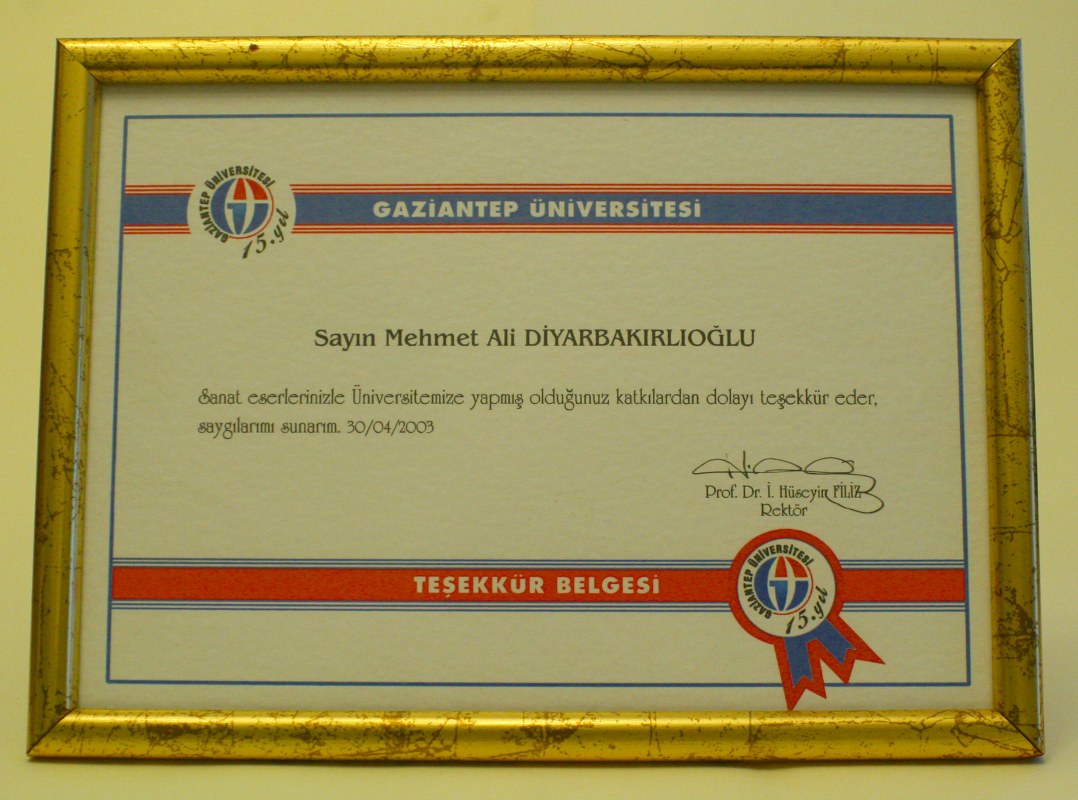 GAZİANTEP ÜNİVERSİTESİ
15.yıl
GAZİANTEP ÜNİVERSİTESİ
Sayın Mehmet Ali DİYARBAKIRLIOĞLU
Sanat eserlerinizle Üniversitemize yapmış olduğunuz katkılardan dolayı teşekkür eder,
saygılarımı sunarım. 30/04/2003
Prof. Dr. İ. Hüseyin FİLİZ
Rektör
TEŞEKKÜR BELGESİ
GAZİANTEP ÜNİVERSİTESİ
15.yıl